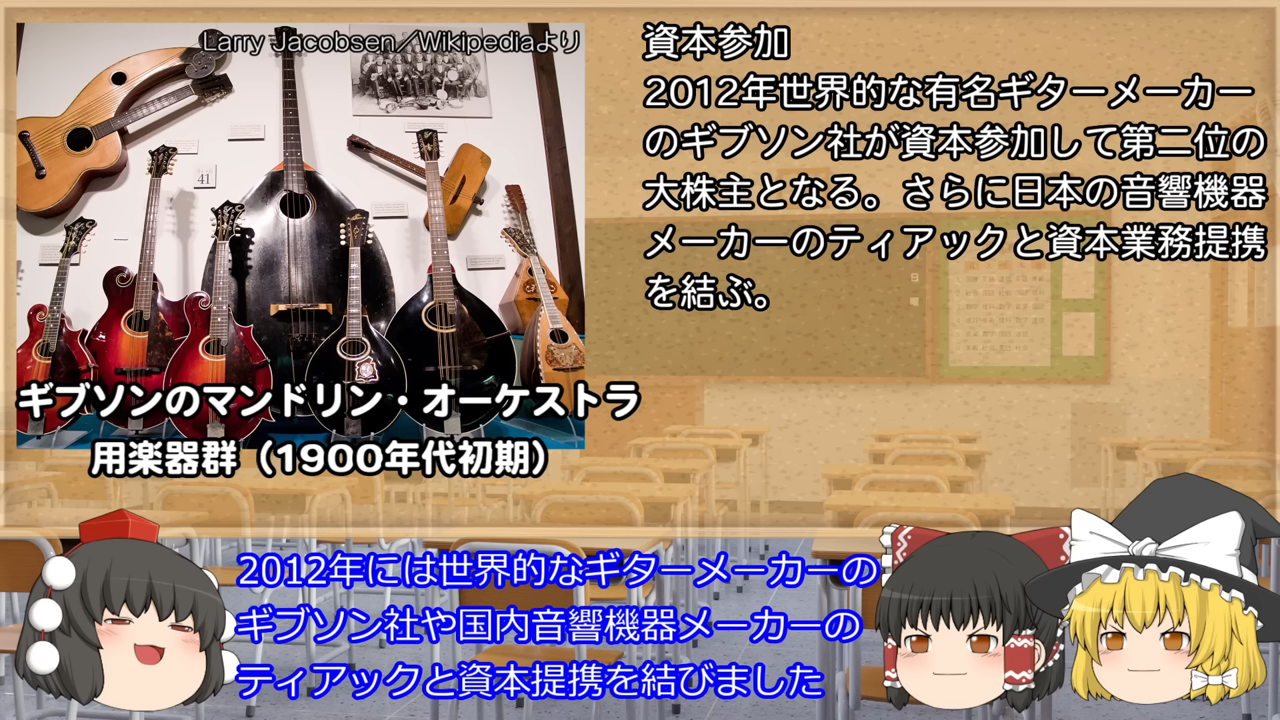 Larry Jacobsen／Wikipediaより
41
ギブソンのマンドリン・オーケストラ
用楽器群（1900年代初期）
資本参加
2012年世界的な有名ギターメーカー
のギブソン社が資本参加して第二位の
大株主となる。さらに日本の音響機器
メーカーのティアックと資本業務提携
を結ぶ。
2012年には世界的なギターメーカーの
ギブソン社や国内音響機器メーカーの
ティアックと資本提携を結びました